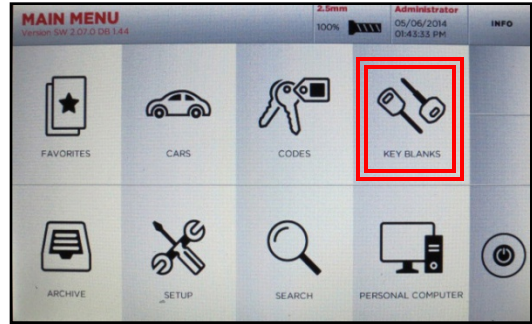 MAIN MENU
Version SW 2.07.0 DB 1.44
2.5mm
100%
Administrator
05/06/2014
01:43:33 PM
INFO
FAVORITES
CARS
CODES
KEY BLANKS
ARCHIVE
SETUP
SEARCH
PERSONAL COMPUTER